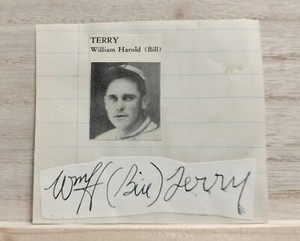 TERRY
William Harold (Bill)
Wm H (Bill) Terry